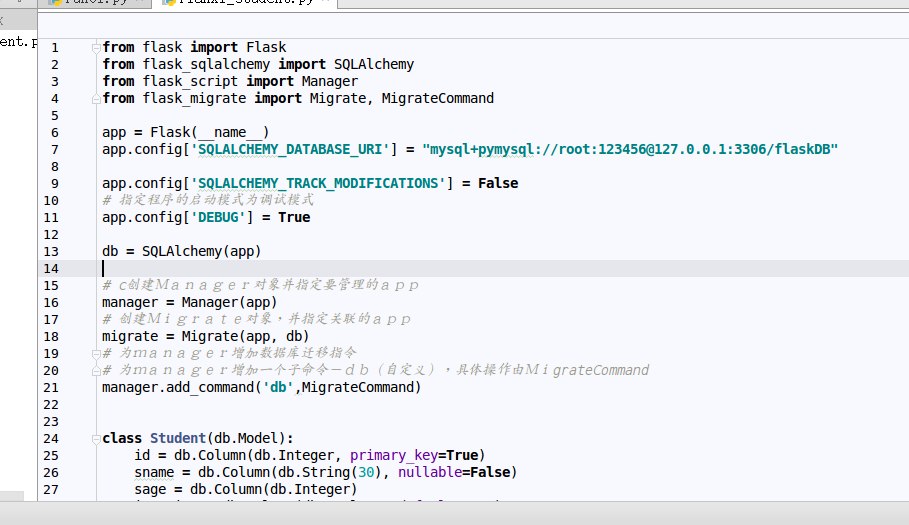 ent.p
1 from flask import Flask
2 from flask_sqlalchemy import SQLAlchemy
3 from flask_script import Manager
4 from flask_migrate import Migrate, MigrateCommand
5
6 app = Flask(__name__)
7 app.config['SQLALCHEMY_DATABASE_URI'] = "mysql+pymysql://root:123456@127.0.0.1:3306/flaskDB"
8
9 app.config['SQLALCHEMY_TRACK_MODIFICATIONS'] = False
10 # 指定程序的启动模式为调试模式
11 app.config['DEBUG'] = True
12
13 db = SQLAlchemy(app)
14
15 # c创建Ｍａｎａｇｅｒ对象并指定要管理的ａｐｐ
16 manager = Manager(app)
17 # 创建Ｍｉｇｒａｔｅ对象，并指定关联的ａｐｐ
18 migrate = Migrate(app, db)
19 # 为ｍａｎａｇｅｒ增加数据库迁移指令
20 # 为ｍａｎａｇｅｒ增加一个子命令－ｄｂ（自定义），具体操作由ＭｉgrateCommand
21 manager.add_command('db',MigrateCommand)
22
23
24 class Student(db.Model):
25 id = db.Column(db.Integer, primary_key=True)
26 sname = db.Column(db.String(30), nullable=False)
27 sage = db.Column(db.Integer)